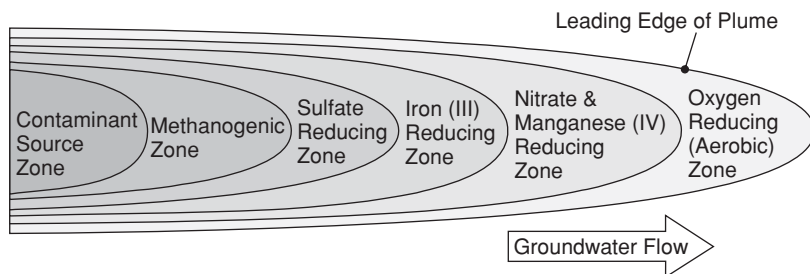 Leading Edge of Plume
Contaminant
Source
Zone
Methanogenic
Zone
Sulfate
Reducing
Zone
Iron (III)
Reducing
Zone
Nitrate &
Manganese (IV)
Reducing
Zone
Oxygen
Reducing
(Aerobic)
Zone
Groundwater Flow